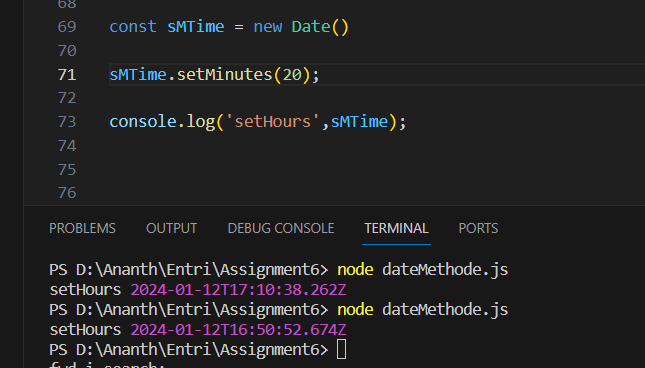 68
69 const sMTime = new Date()
70
71 sMTime.setMinutes(20);
72
73 console.log('setHours',sMTime);
74
75
76
PROBLEMS OUTPUT DEBUG CONSOLE TERMINAL PORTS
PS D:\Ananth\Entri\Assignment6> node dateMethode.js
setHours 2024-01-12T17:10:38.262Z
PS D:\Ananth\Entri\Assignment6> node dateMethode.js
setHours 2024-01-12T16:50:52.674Z
PS D:\Ananth\Entri\Assignment6>
fwd-i-search: